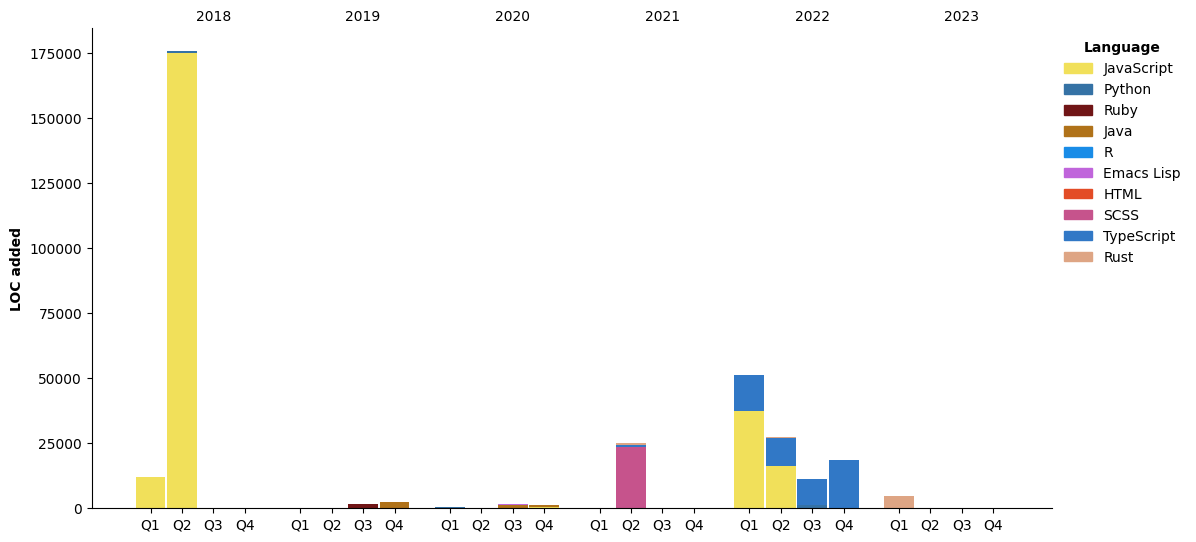 2018 2019 2020 2021 2022 2023
175000
150000
125000
100000
75000
50000
25000
0
LOC added
Q1 Q2 Q3 Q4 Q1 Q2 Q3 Q4 Q1 Q2 Q3 Q4 Q1 Q2 Q3 Q4 Q1 Q2 Q3 Q4 Q1 Q2 Q3 Q4
Language
JavaScript
Python
Ruby
Java
R
Emacs Lisp
HTML
SCSS
TypeScript
Rust